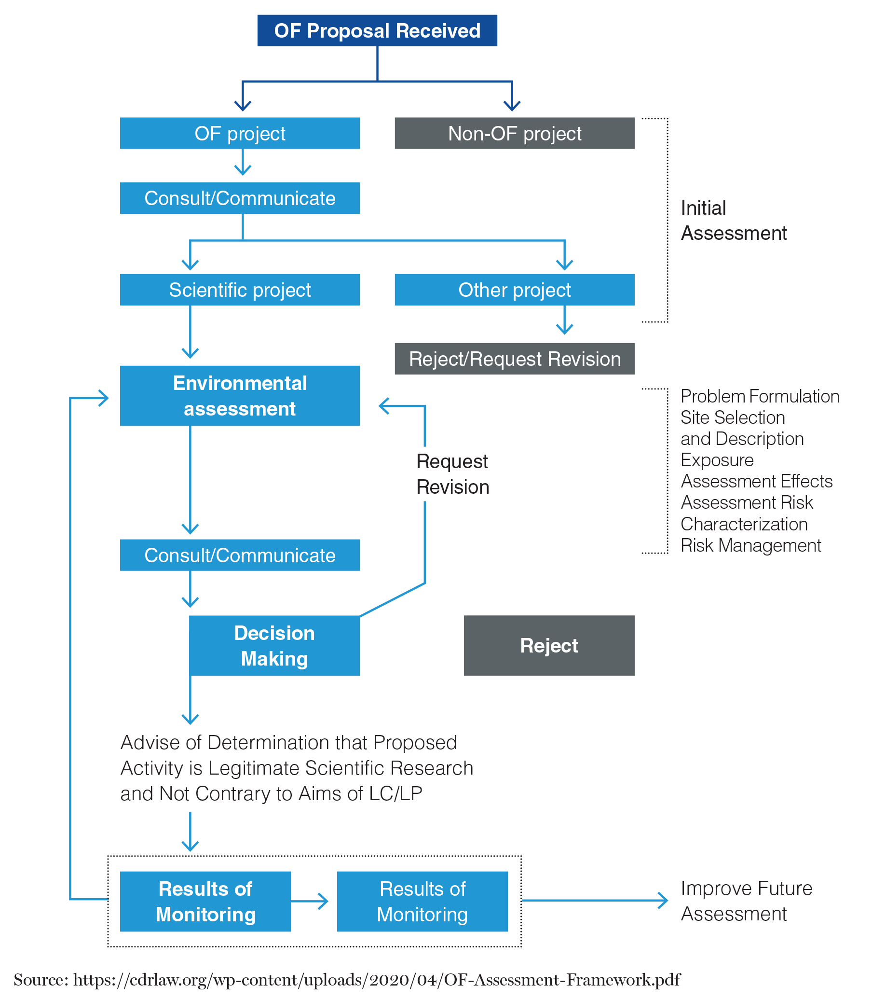 OF Proposal Received
OF project
Non-OF project
Consult/Communicate
Initial
Assessment
Scientific project
Other project
Reject/Request Revision
Environmental
assessment
Problem Formulation
Site Selection
and Description
Exposure
Assessment Effects
Assessment Risk
Characterization
Risk Management
Request
Revision
Consult/Communicate
Decision
Making
Reject
Advise of Determination that Proposed
Activity is Legitimate Scientific Research
and Not Contrary to Aims of LC/LP
Results of
Monitoring
Results of
Monitoring
Improve Future
Assessment
Source: https://cdrlaw.org/wp-content/uploads/2020/04/OF-Assessment-Framework.pdf